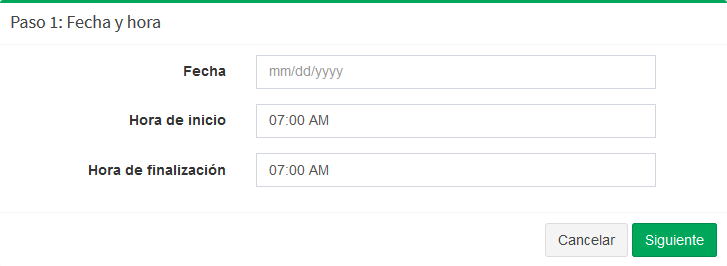 Paso 1: Fecha y hora
Fecha mm/dd/yyyy
Hora de inicio 07:00 AM
Hora de finalización 07:00 AM
Cancelar Siguiente